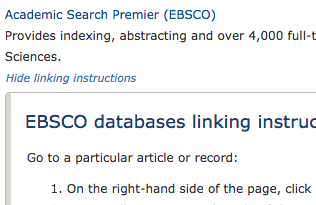 Academic Search Premier (EBSCO)
Provides indexing, abstracting and over 4,000 full-t
Sciences.
Hide linking instructions
EBSCO databases linking instruc
Go to a particular article or record:
1. On the right-hand side of the page, click